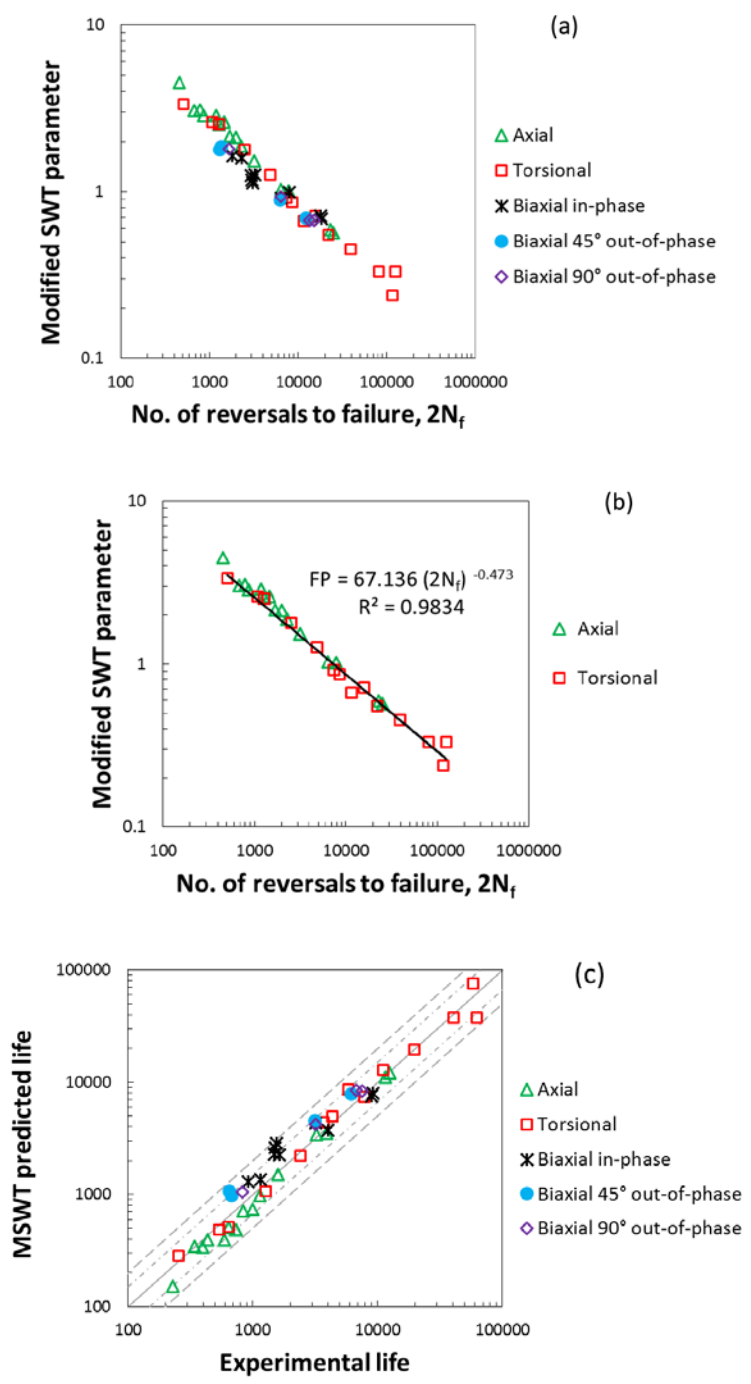 (a)
10
1
0.1
Modified SWT parameter
100 1000 10000 100000 1000000
No. of reversals to failure, 2N_f
Axial
Torsional
Biaxial in-phase
Biaxial 45° out-of-phase
Biaxial 90° out-of-phase
(b)
10
1
0.1
Modified SWT parameter
FP = 67.136 (2N_f) ^-0.473
R² = 0.9834
100 1000 10000 100000 1000000
No. of reversals to failure, 2N_f
Axial
Torsional
(c)
100000
10000
1000
100
MSWT predicted life
100 1000 10000 100000
Experimental life
Axial
Torsional
Biaxial in-phase
Biaxial 45° out-of-phase
Biaxial 90° out-of-phase